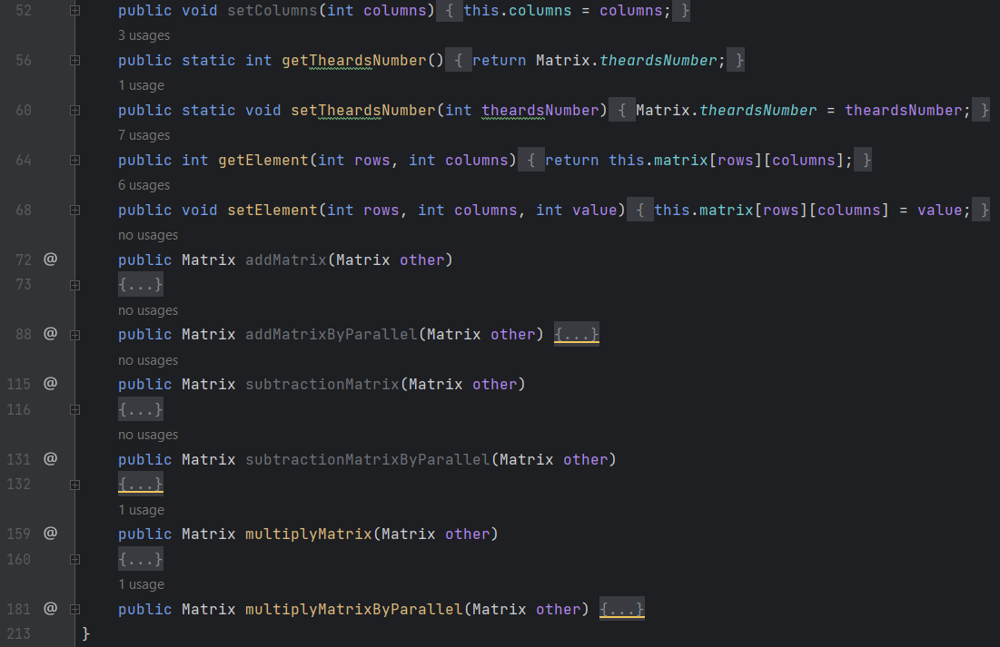 52 public void setColumns(int columns) { this.columns = columns; }
3 usages
56 public static int getTheardsNumber() { return Matrix.theardsNumber; }
1 usage
60 public static void setTheardsNumber(int theardsNumber) { Matrix.theardsNumber = theardsNumber; }
7 usages
64 public int getElement(int rows, int columns) { return this.matrix[rows][columns]; }
6 usages
68 public void setElement(int rows, int columns, int value) { this.matrix[rows][columns] = value; }
no usages
72 @ public Matrix addMatrix(Matrix other)
73 {...}
no usages
88 @ public Matrix addMatrixByParallel(Matrix other) {...}
no usages
115 @ public Matrix subtractionMatrix(Matrix other)
116 {...}
no usages
131 @ public Matrix subtractionMatrixByParallel(Matrix other)
132 {...}
1 usage
159 @ public Matrix multiplyMatrix(Matrix other)
160 {...}
1 usage
181 @ public Matrix multiplyMatrixByParallel(Matrix other) {...}
213 }